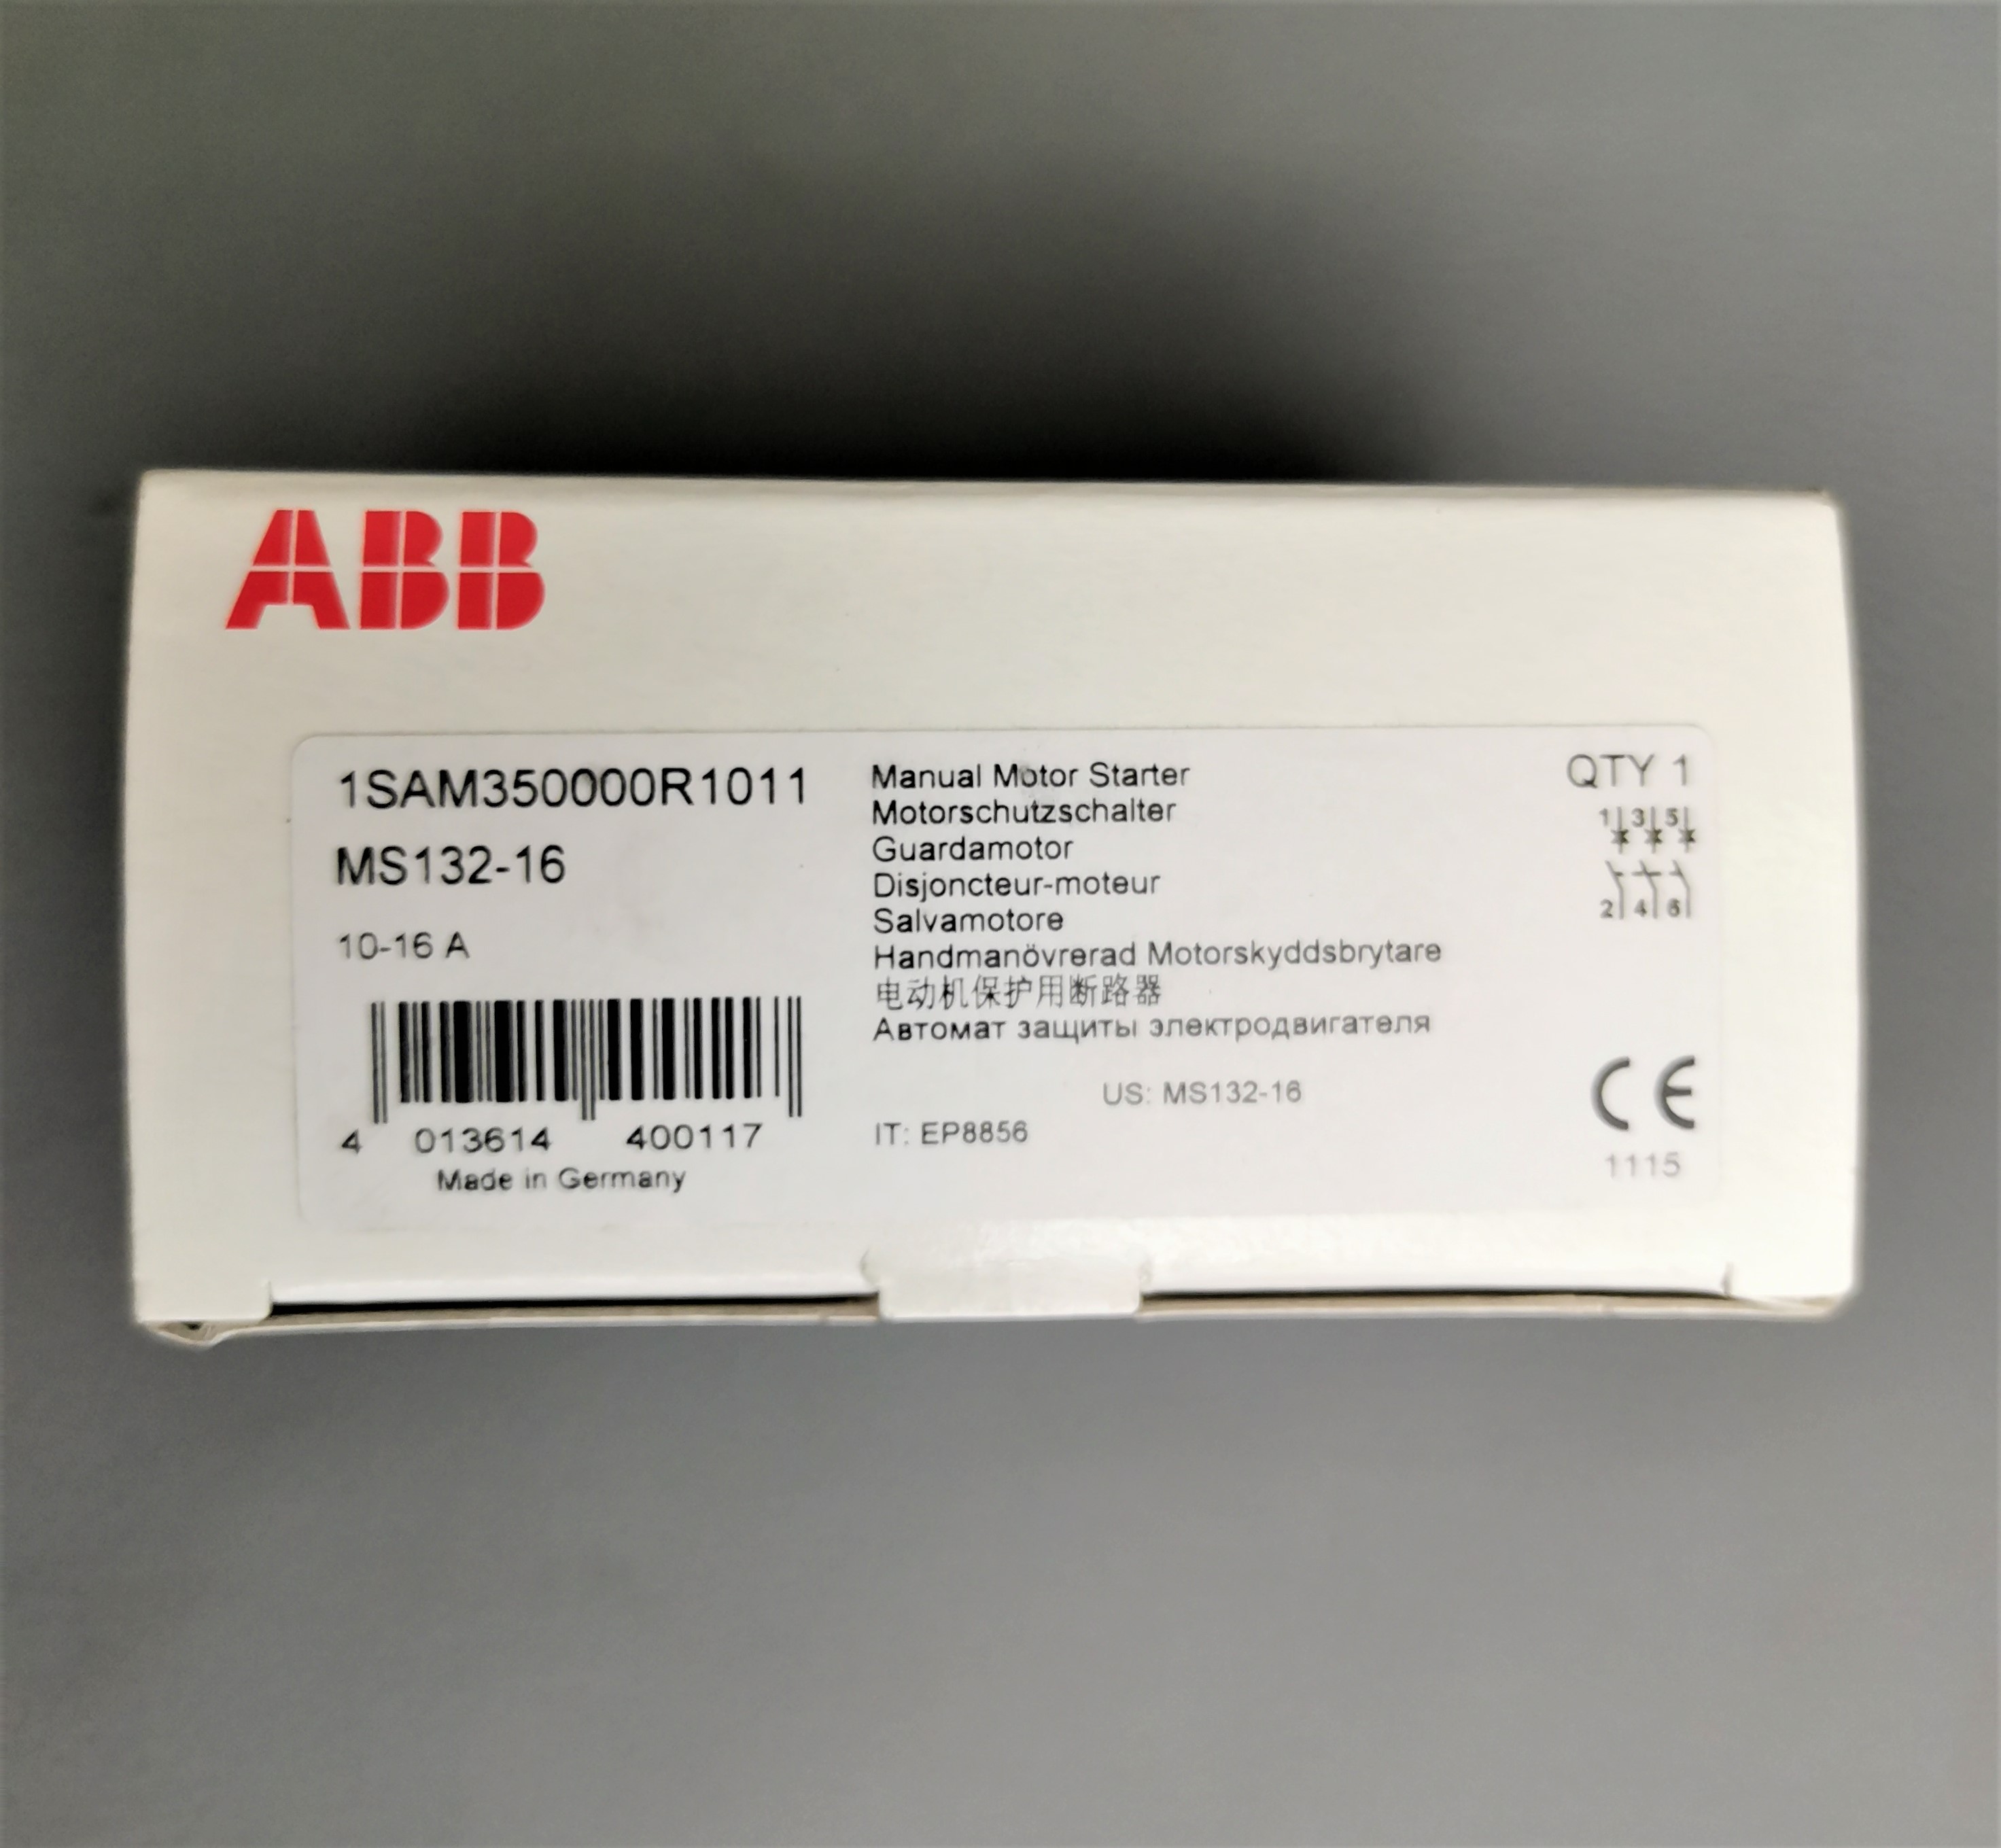 ABB
1SAM350000R1011
MS132-16
10-16 A
4 013614 400117
Made in Germany
Manual Motor Starter
Motorschutzschalter
Guardamotor
Disjoncteur-moteur
Salvamotore
Handmanövrerad Motorskyddsbrytare
电动机保护用断路器
Автомат защиты электродвигателя
US: MS132-16
IT: EP8856
QTY 1
1 3 5
2 4 6
CE
1115